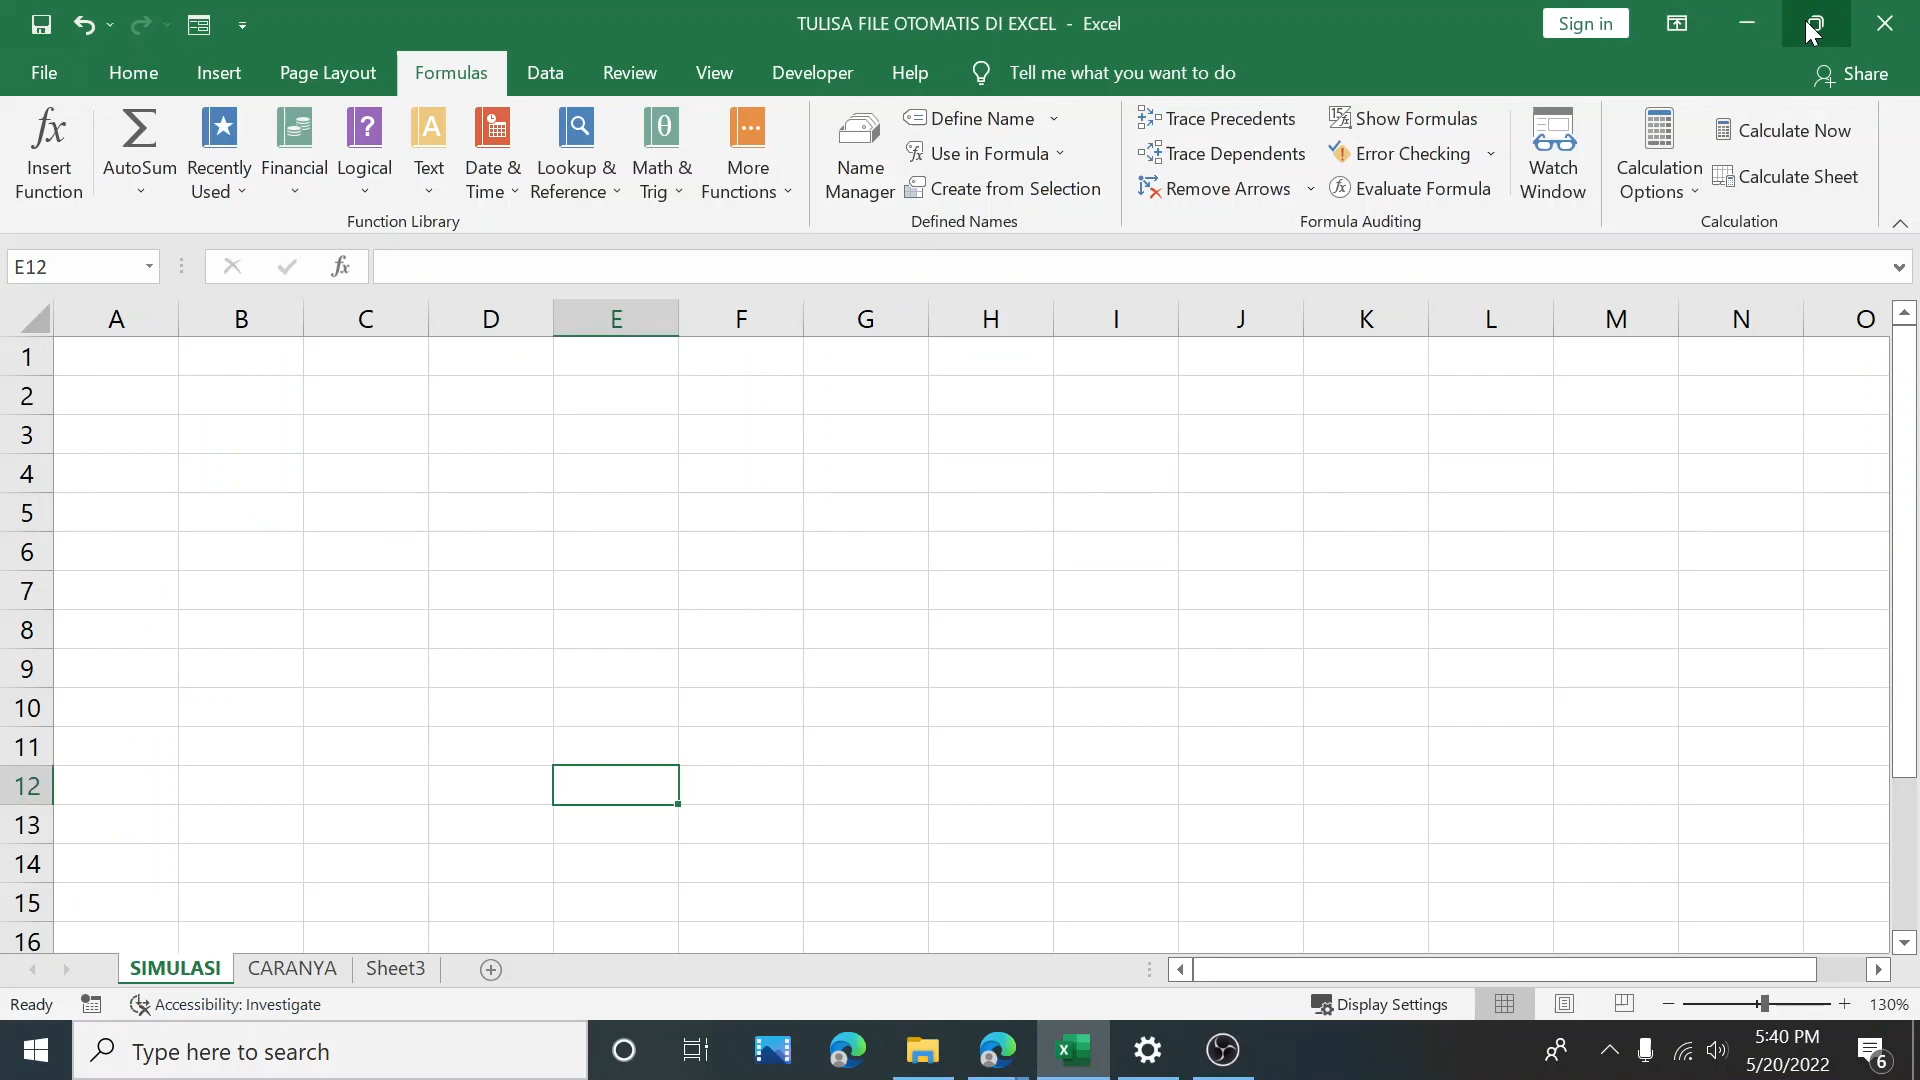 TULISA FILE OTOMATIS DI EXCEL - Excel
Sign in
File Home Insert Page Layout Formulas Data Review View Developer Help Tell me what you want to do Share
Insert Function
AutoSum
Recently Used
Financial
Logical
Text
Date & Time
Lookup & Reference
Math & Trig
More Functions
Function Library
Name Manager
Define Name
Use in Formula
Create from Selection
Defined Names
Trace Precedents
Trace Dependents
Remove Arrows
Show Formulas
Error Checking
Evaluate Formula
Formula Auditing
Watch Window
Calculation Options
Calculate Now
Calculate Sheet
Calculation
E12
fx
A B C D E F G H I J K L M N O
1
2
3
4
5
6
7
8
9
10
11
12
13
14
15
16
SIMULASI CARANYA Sheet3
Ready Accessibility: Investigate Display Settings 130%
Type here to search
5:40 PM
5/20/2022
6